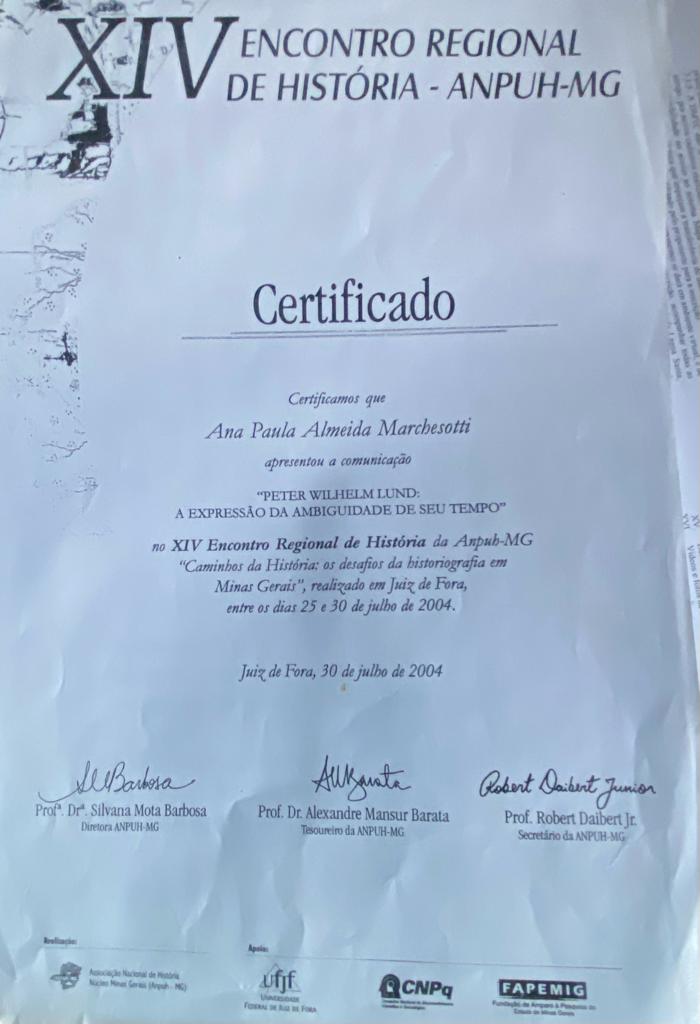 XIV ENCONTRO REGIONAL
DE HISTÓRIA - ANPUH-MG
Certificado
Certificamos que
Ana Paula Almeida Marchesotti
apresentou a comunicação
"PETER WILHELM LUND:
A EXPRESSÃO DA AMBIGUIDADE DE SEU TEMPO"
no XIV Encontro Regional de História da Anpuh-MG
"Caminhos da História: os desafios da historiografia em
Minas Gerais", realizado em Juiz de Fora,
entre os dias 25 e 30 de julho de 2004.
Juiz de Fora, 30 de julho de 2004
Robert Daibert Junior
Profª. Drª. Silvana Mota Barbosa
Diretora ANPUH-MG
Prof. Dr. Alexandre Mansur Barata
Tesoureiro da ANPUH-MG
Prof. Robert Daibert Jr.
Secretário da ANPUH-MG
Realização:
Associação Nacional de História
Núcleo Minas Gerais (Anpuh - MG)
Apoio:
ufjf
UNIVERSIDADE
FEDERAL DE JUIZ DE FORA
CNPq
FAPEMIG
Fundação de Amparo à Pesquisa do
Estado de Minas Gerais